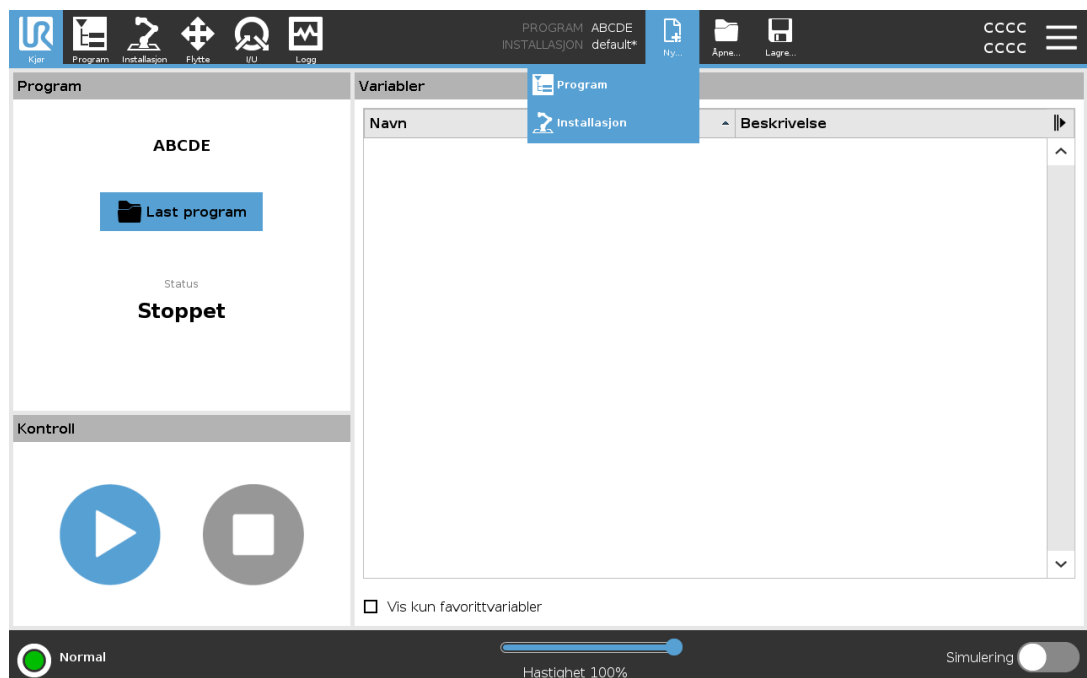 UR
Kjør
Program
Installasjon
Flytte
I/U
Logg
PROGRAM ABCDE
INSTALLASJON default*
Ny...
Åpne...
Lagre...
CCCC
CCCC
Program
Installasjon
Program
Variabler
Navn
Beskrivelse
ABCDE
Last program
Status
Stoppet
Kontroll
Vis kun favorittvariabler
Normal
Hastighet 100%
Simulering